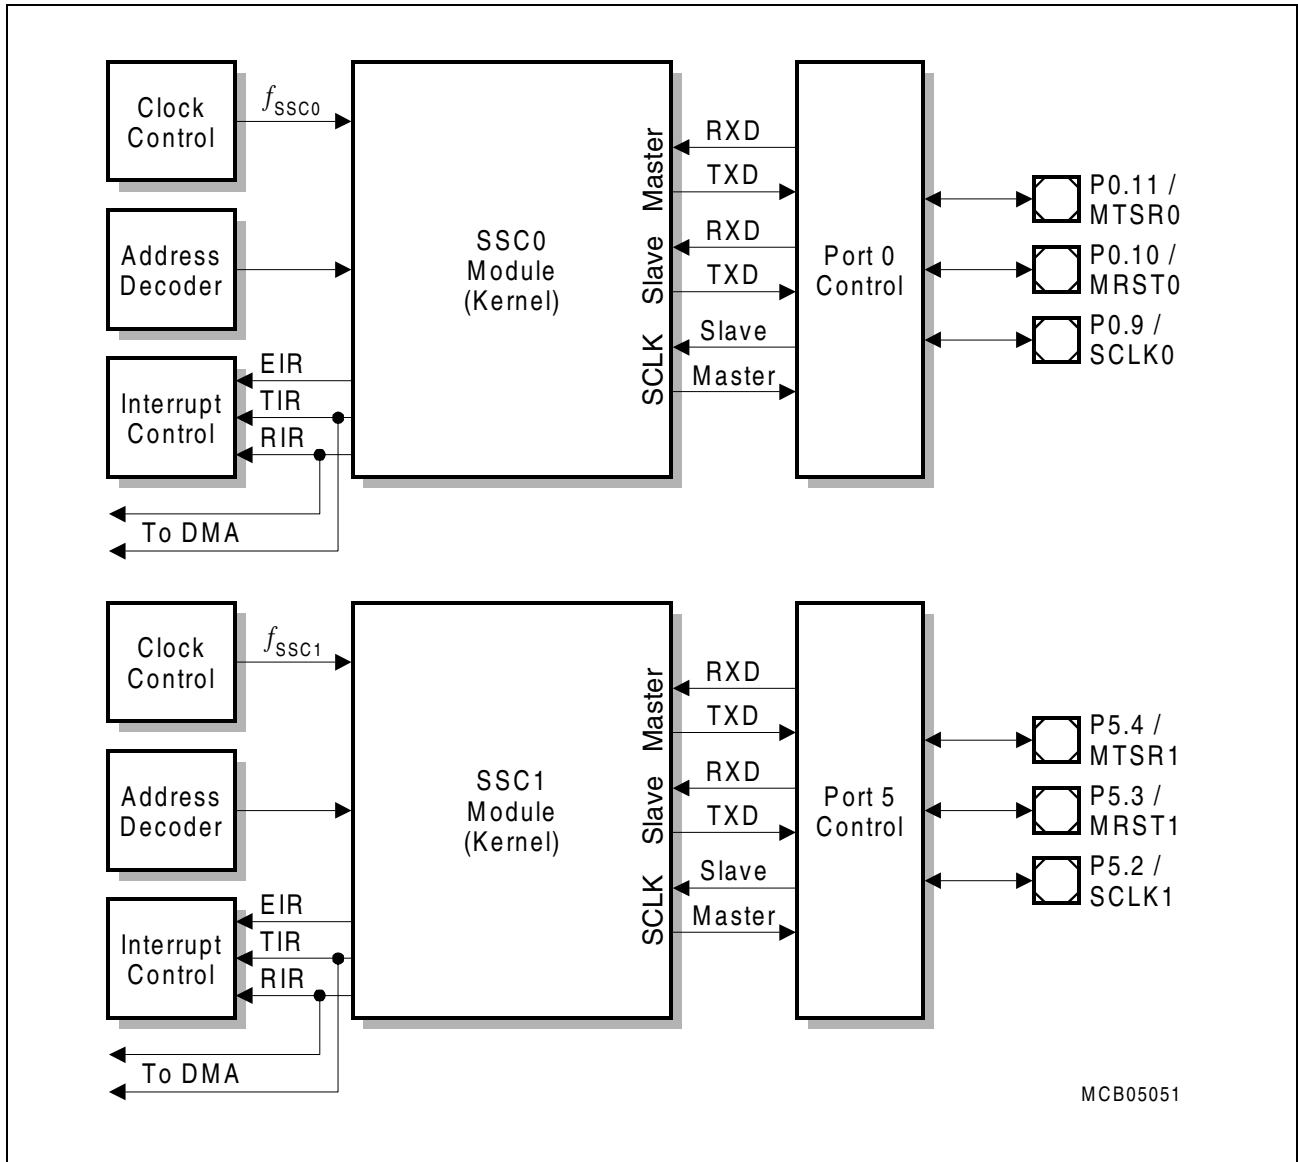 Clock
Control
fSSC0
Address
Decoder
Interrupt
Control
EIR
TIR
RIR
To DMA
SSC0
Module
(Kernel)
Master
Slave
SCLK
RXD
TXD
RXD
TXD
Slave
Master
Port 0
Control
P0.11 /
MTSR0
P0.10 /
MRST0
P0.9 /
SCLK0
Clock
Control
fSSC1
Address
Decoder
Interrupt
Control
EIR
TIR
RIR
To DMA
SSC1
Module
(Kernel)
Master
Slave
SCLK
RXD
TXD
RXD
TXD
Slave
Master
Port 5
Control
P5.4 /
MTSR1
P5.3 /
MRST1
P5.2 /
SCLK1
MCB05051